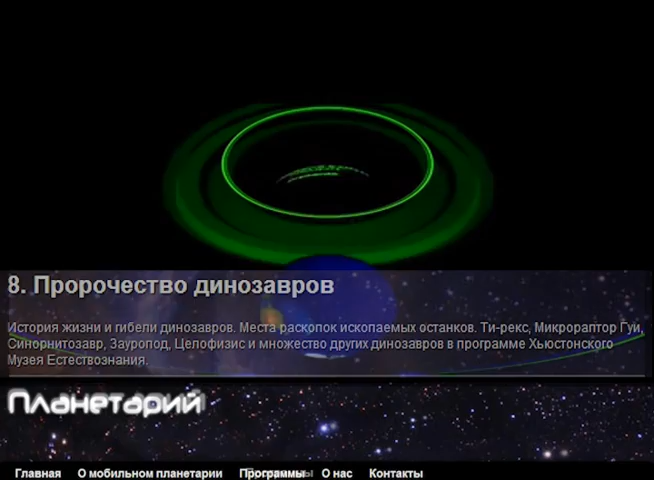 8. Пророчество динозавров
История жизни и гибели динозавров. Места раскопок ископаемых останков. Ти-рекс, Микрораптор Гуи,
Синорнитозавр, Зауропод, Целофизис и множество других динозавров в программе Хьюстонского
Музея Естествознания.
Планетарий
Главная О мобильном планетарии Программы О нас Контакты